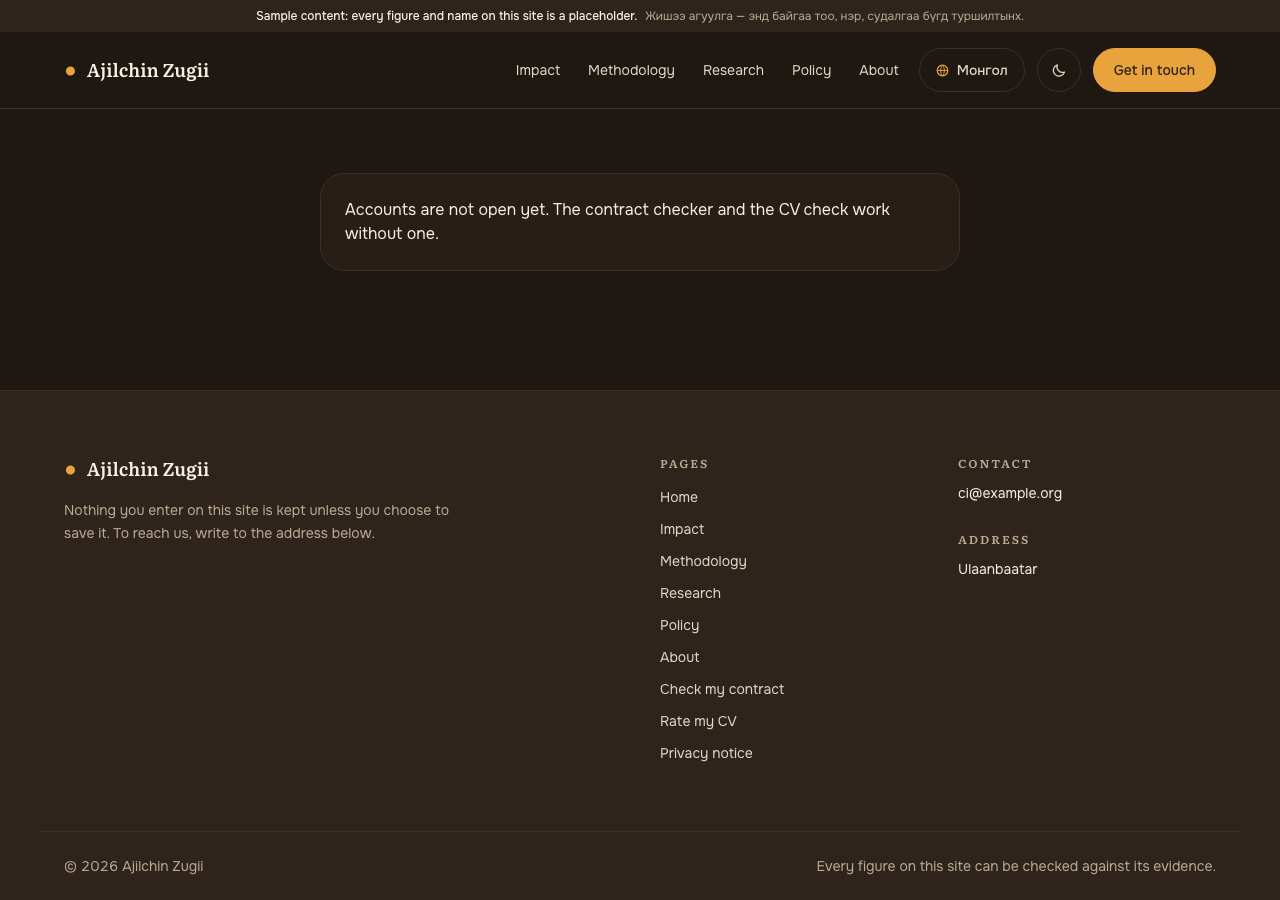 Sample content: every figure and name on this site is a placeholder. Жишээ агуулга — энд байгаа тоо, нэр, судалгаа бүгд туршилтынх.
Ajilchin Zugii
Impact
Methodology
Research
Policy
About
Монгол
Get in touch
Accounts are not open yet. The contract checker and the CV check work
without one.
Ajilchin Zugii
Nothing you enter on this site is kept unless you choose to
save it. To reach us, write to the address below.
PAGES
Home
Impact
Methodology
Research
Policy
About
Check my contract
Rate my CV
Privacy notice
CONTACT
ci@example.org
ADDRESS
Ulaanbaatar
© 2026 Ajilchin Zugii
Every figure on this site can be checked against its evidence.